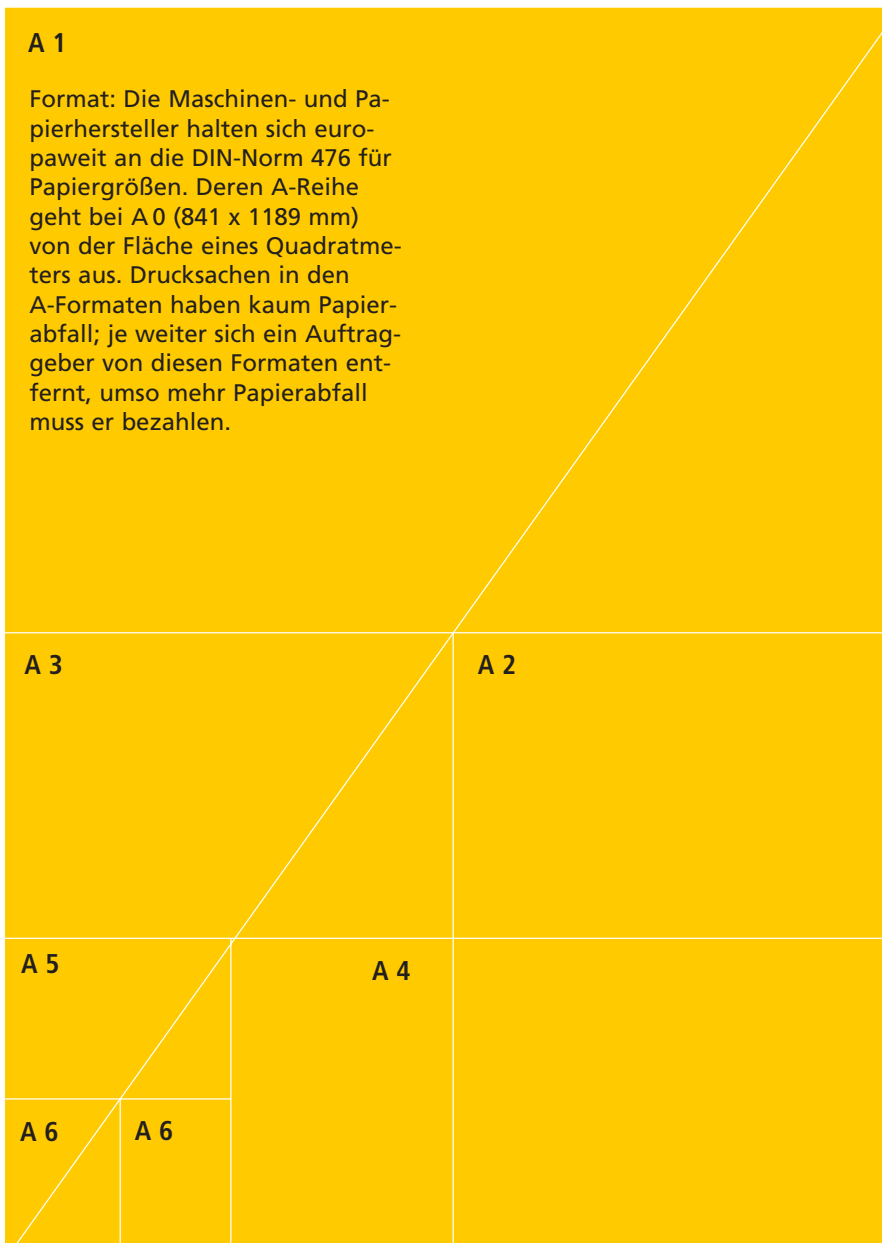 A 1
Format: Die Maschinen- und Pa-
pierhersteller halten sich euro-
paweit an die DIN-Norm 476 für
Papiergrößen. Deren A-Reihe
geht bei A 0 (841 x 1189 mm)
von der Fläche eines Quadratme-
ters aus. Drucksachen in den
A-Formaten haben kaum Papier-
abfall; je weiter sich ein Auftrag-
geber von diesen Formaten ent-
fernt, umso mehr Papierabfall
muss er bezahlen.
A 3
A 2
A 5
A 4
A 6
A 6